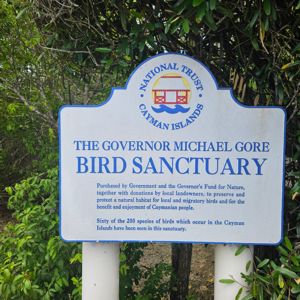 NATIONAL TRUST
CAYMAN ISLANDS
THE GOVERNOR MICHAEL GORE
BIRD SANCTUARY
Purchased by Government and the Governor's Fund for Nature,
together with donations by local landowners, to preserve and
protect a natural habitat for local and migratory birds and for the
benefit and enjoyment of Caymanian people.
Sixty of the 200 species of birds which occur in the Cayman
Islands have been seen in this sanctuary.